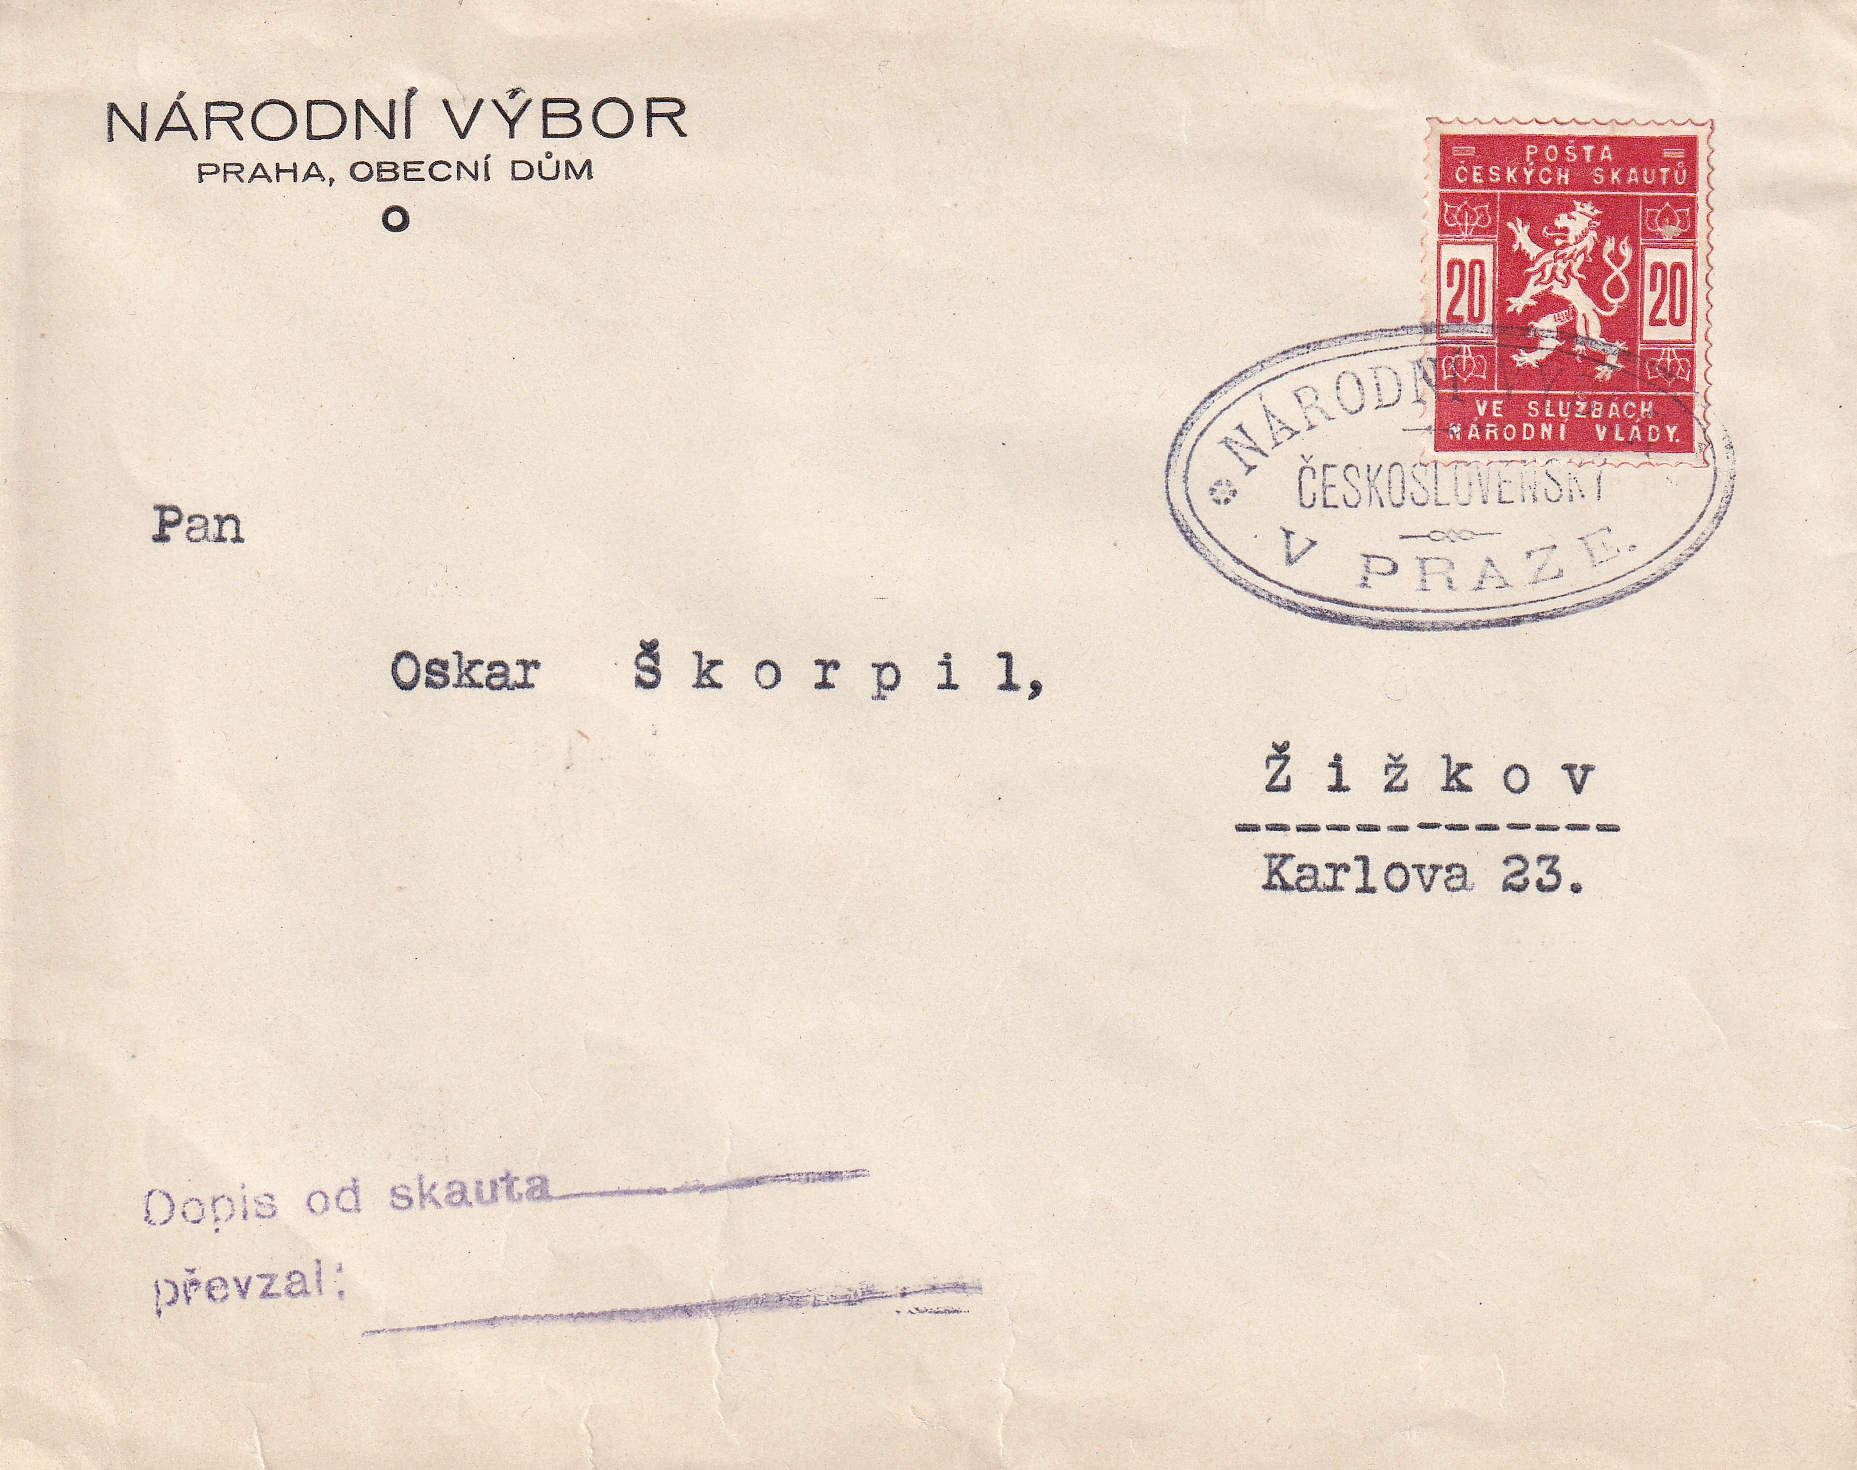 NÁRODNÍ VÝBOR
PRAHA, OBECNÍ DŮM
POŠTA
ČESKÝCH SKAUTŮ
20 20
VE SLUŽBÁCH
NÁRODNÍ VLÁDY.
NÁRODNÍ
ČESKOSLOVENSKÝ
V PRAZE.
Pan
Oskar Škorpil,
Žižkov
-------------
Karlova 23.
Dopis od skauta
převzal: